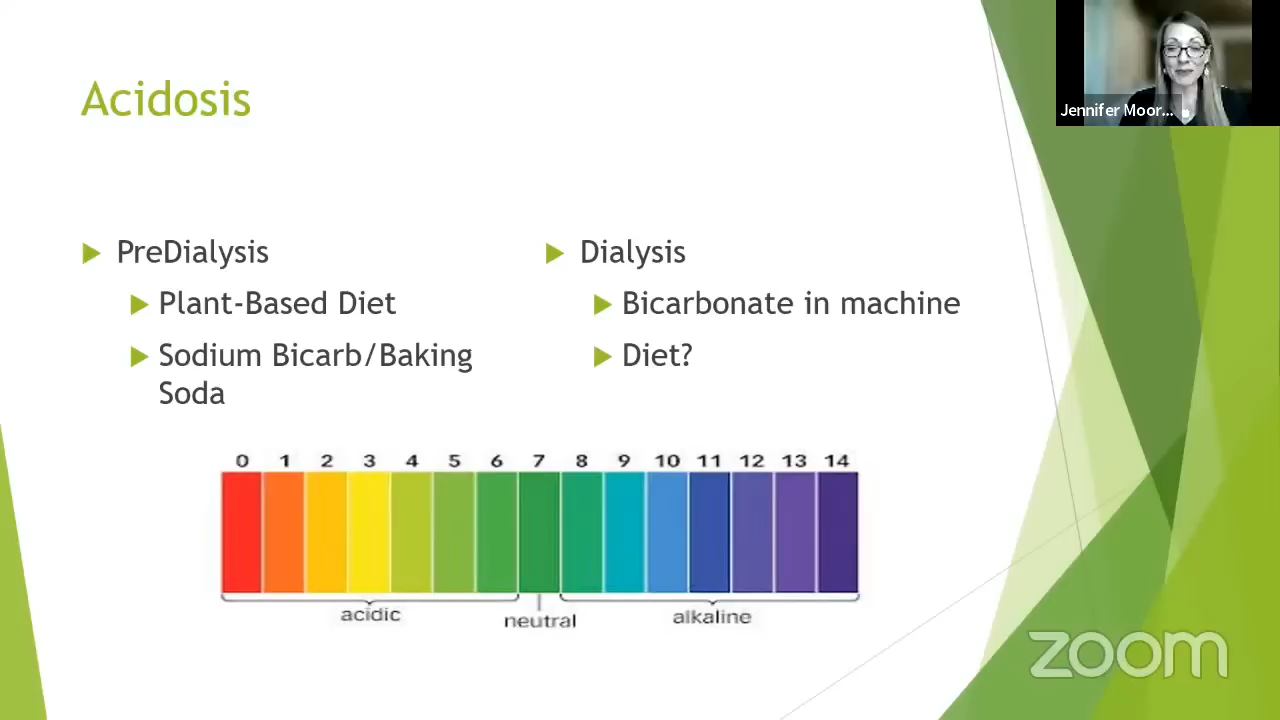 Acidosis
Jennifer Moor...
PreDialysis
Plant-Based Diet
Sodium Bicarb/Baking
Soda
Dialysis
Bicarbonate in machine
Diet?
0 1 2 3 4 5 6 7 8 9 10 11 12 13 14
acidic
neutral
alkaline
zoom